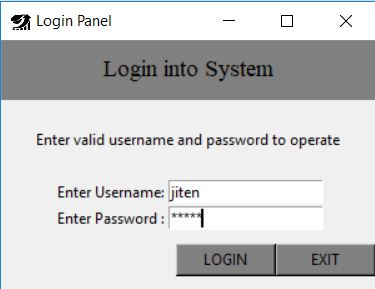 Login Panel
Login into System
Enter valid username and password to operate
Enter Username: jiten
Enter Password : *****
LOGIN EXIT